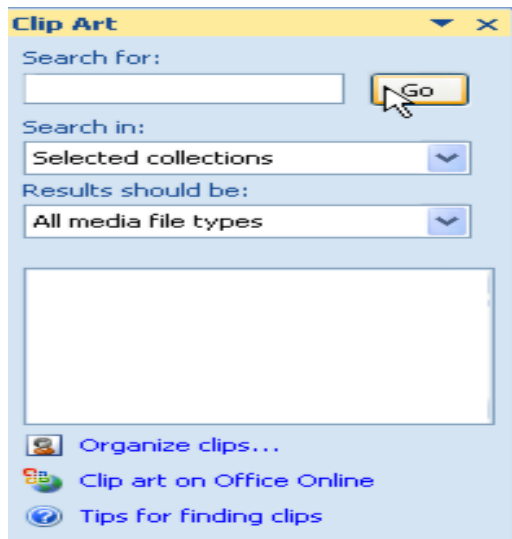 Clip Art
Search for:
Go
Search in:
Selected collections
Results should be:
All media file types
Organize clips...
Clip art on Office Online
Tips for finding clips